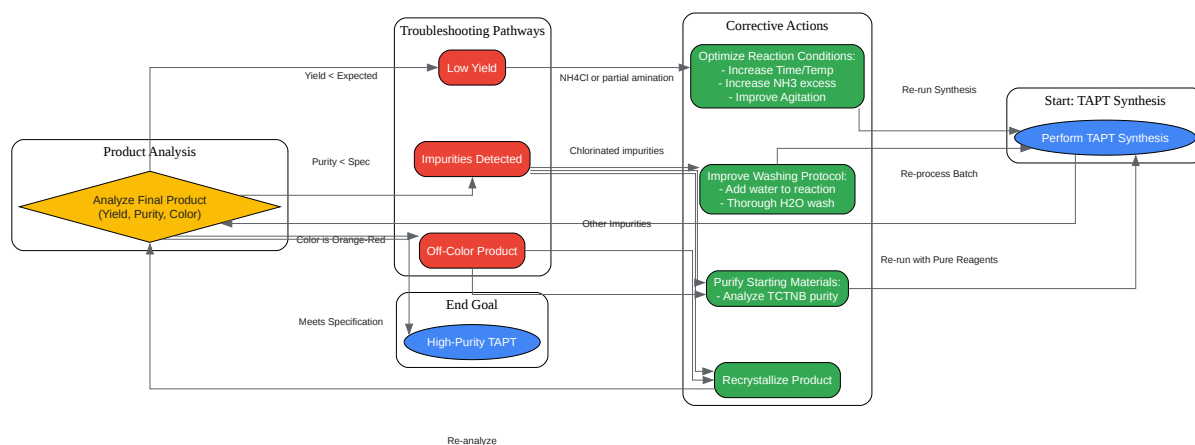 Troubleshooting Pathways
Corrective Actions
Low Yield
Optimize Reaction Conditions:
- Increase Time/Temp
- Increase NH3 excess
- Improve Agitation
Yield < Expected
NH4Cl or partial amination
Re-run Synthesis
Start: TAPT Synthesis
Perform TAPT Synthesis
Product Analysis
Purity < Spec
Impurities Detected
Chlorinated impurities
Improve Washing Protocol:
- Add water to reaction
- Thorough H2O wash
Re-process Batch
Analyze Final Product
(Yield, Purity, Color)
Other Impurities
Color is Orange-Red
Off-Color Product
Re-run with Pure Reagents
Purify Starting Materials:
- Analyze TCTNB purity
End Goal
Meets Specification
High-Purity TAPT
Recrystallize Product
Re-analyze